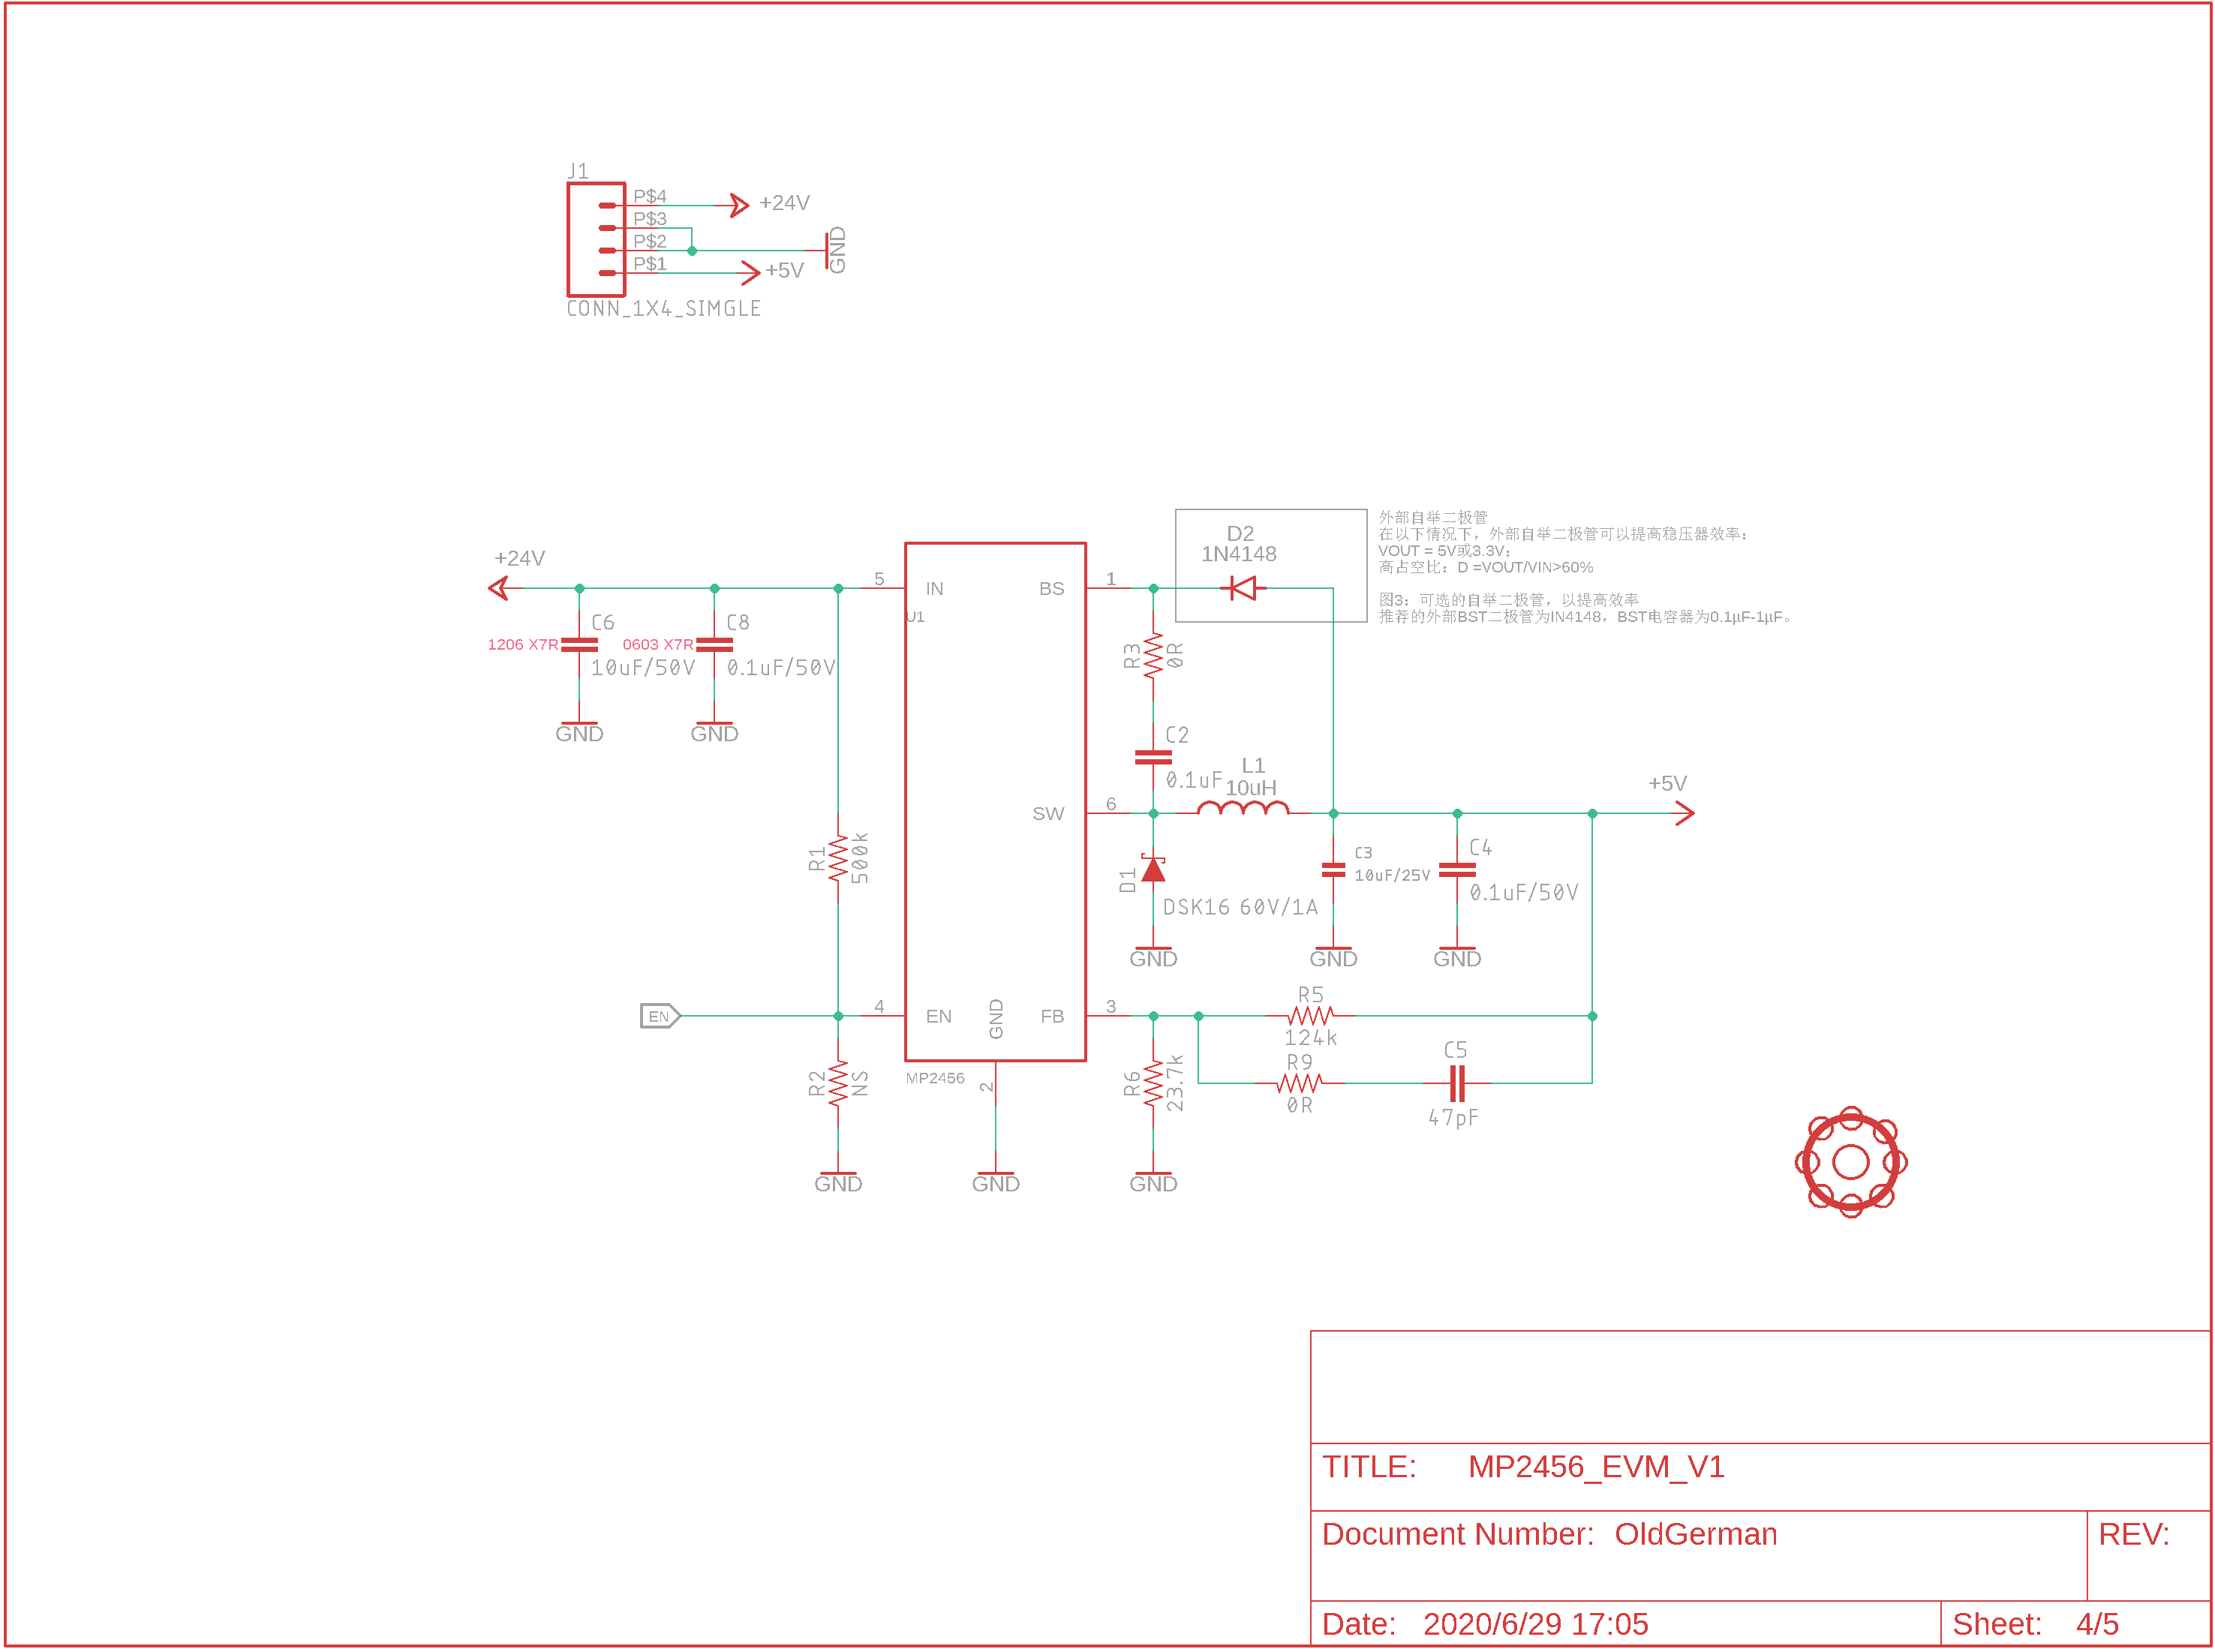 J1
P$4
+24V
P$3
P$2
GND
P$1
+5V
CONN_1X4_SIMGLE
D2
1N4148
外部自举二极管
在以下情况下，外部自举二极管可以提高稳压器效率：
VOUT = 5V或3.3V；
高占空比：D =VOUT/VIN>60%
图3：可选的自举二极管，以提高效率
推荐的外部BST二极管为IN4148，BST电容器为0.1μF-1μF。
+24V
5
IN
BS
1
U1
C6
1206 X7R
10uF/50V
C8
0603 X7R
0.1uF/50V
GND
GND
R3
0R
C2
0.1uF
L1
10uH
SW
6
+5V
R1
500k
D1
DSK16 60V/1A
C3
10uF/25V
C4
0.1uF/50V
GND
GND
GND
EN
4
EN
GND
FB
3
R5
124k
MP2456
2
R2
NS
R6
23.7k
R9
0R
C5
47pF
GND
GND
GND
TITLE: MP2456_EVM_V1
Document Number: OldGerman
REV:
Date: 2020/6/29 17:05
Sheet: 4/5